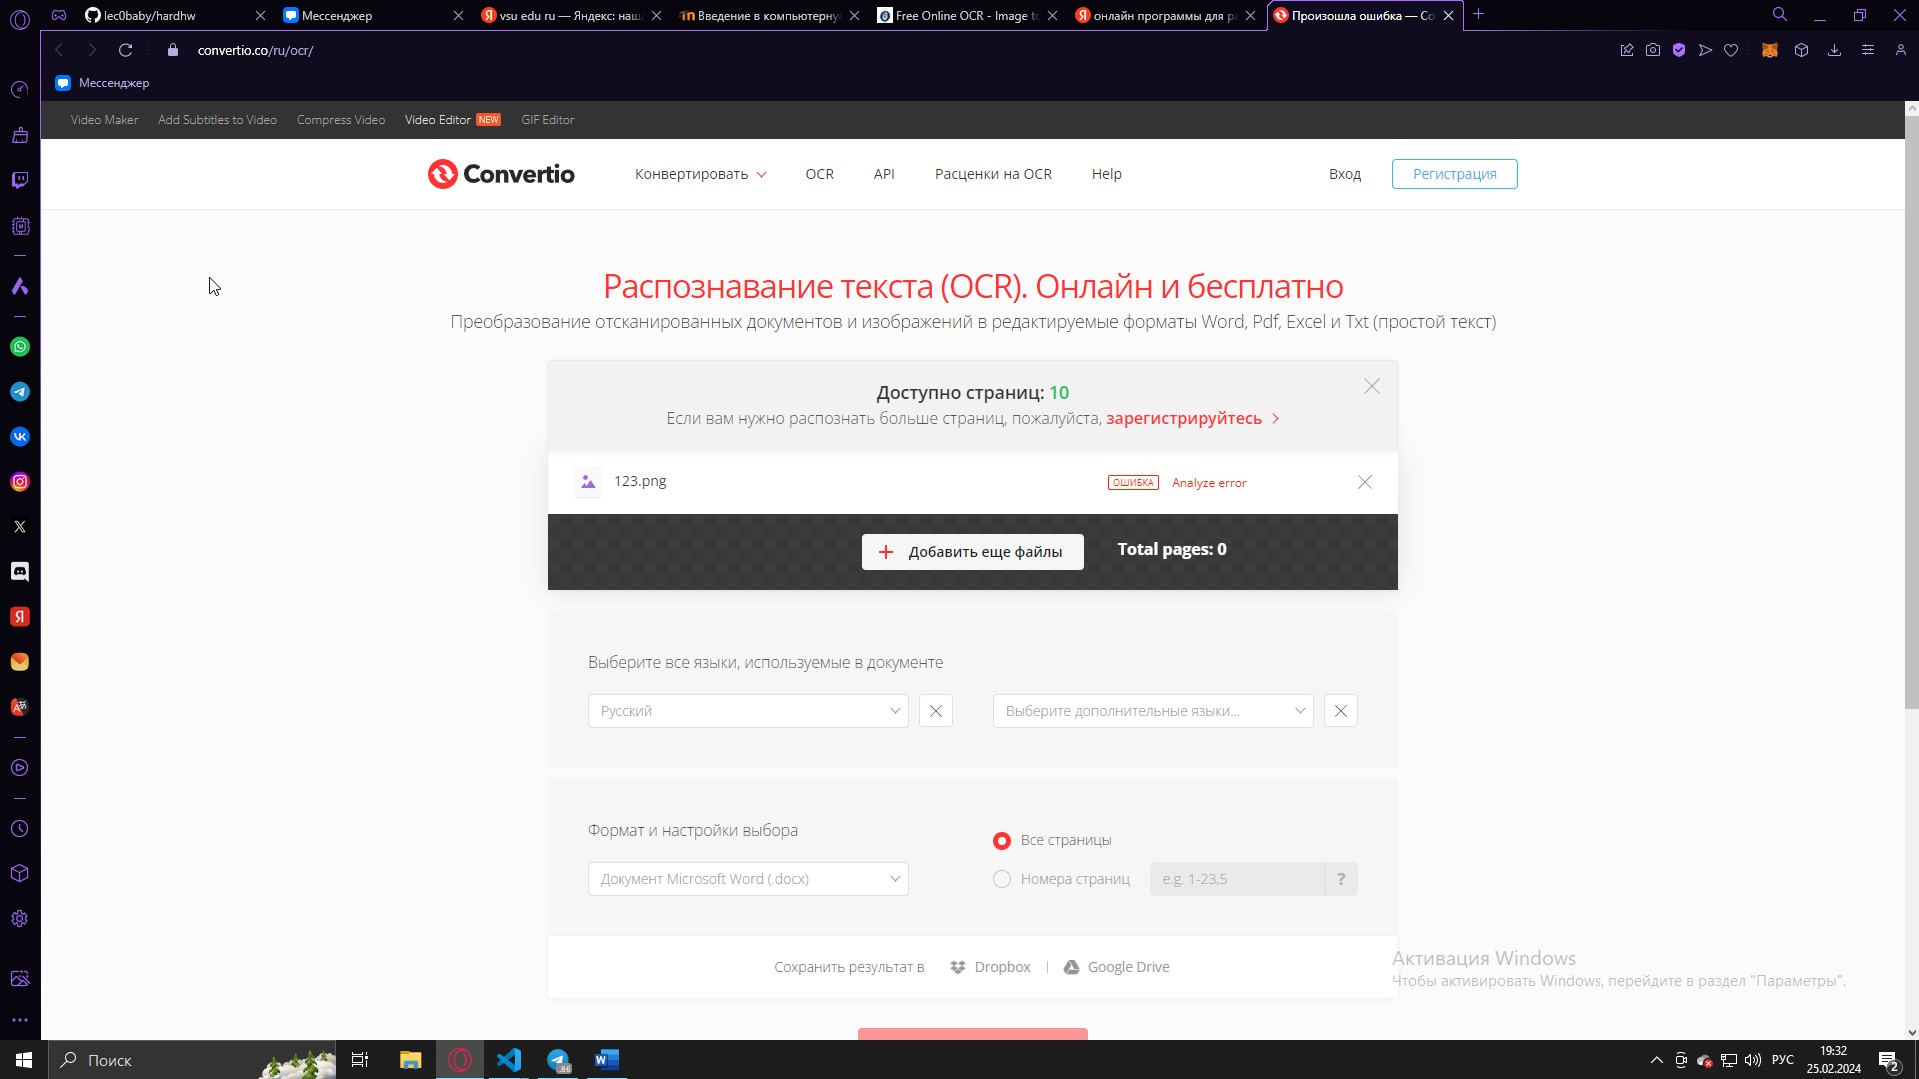 lec0baby/hardhw
Мессенджер
vsu edu ru — Яндекс: наш
Введение в компьютерну
Free Online OCR - Image to
онлайн программы для ра
Произошла ошибка — Co
convertio.co/ru/ocr/
Мессенджер
Video Maker Add Subtitles to Video Compress Video Video Editor NEW GIF Editor
Convertio Конвертировать OCR API Расценки на OCR Help Вход Регистрация
Распознавание текста (OCR). Онлайн и бесплатно
Преобразование отсканированных документов и изображений в редактируемые форматы Word, Pdf, Excel и Txt (простой текст)
Доступно страниц: 10
Если вам нужно распознать больше страниц, пожалуйста, зарегистрируйтесь
123.png ОШИБКА Analyze error
Добавить еще файлы Total pages: 0
Выберите все языки, используемые в документе
Русский Выберите дополнительные языки...
Формат и настройки выбора
Все страницы
Документ Microsoft Word (.docx) Номера страниц e.g. 1-23,5 ?
Сохранить результат в Dropbox | Google Drive
Активация Windows
Чтобы активировать Windows, перейдите в раздел "Параметры".
Поиск
86
РУС
19:32
25.02.2024
2